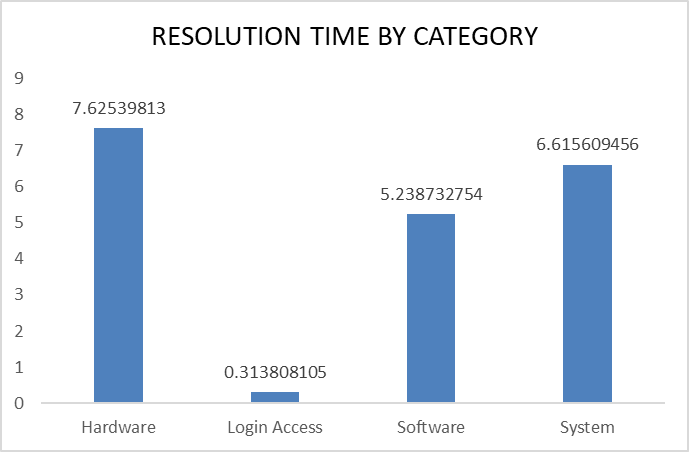 RESOLUTION TIME BY CATEGORY
9
8
7
6
5
4
3
2
1
0
7.62539813
0.313808105
5.238732754
6.615609456
Hardware
Login Access
Software
System